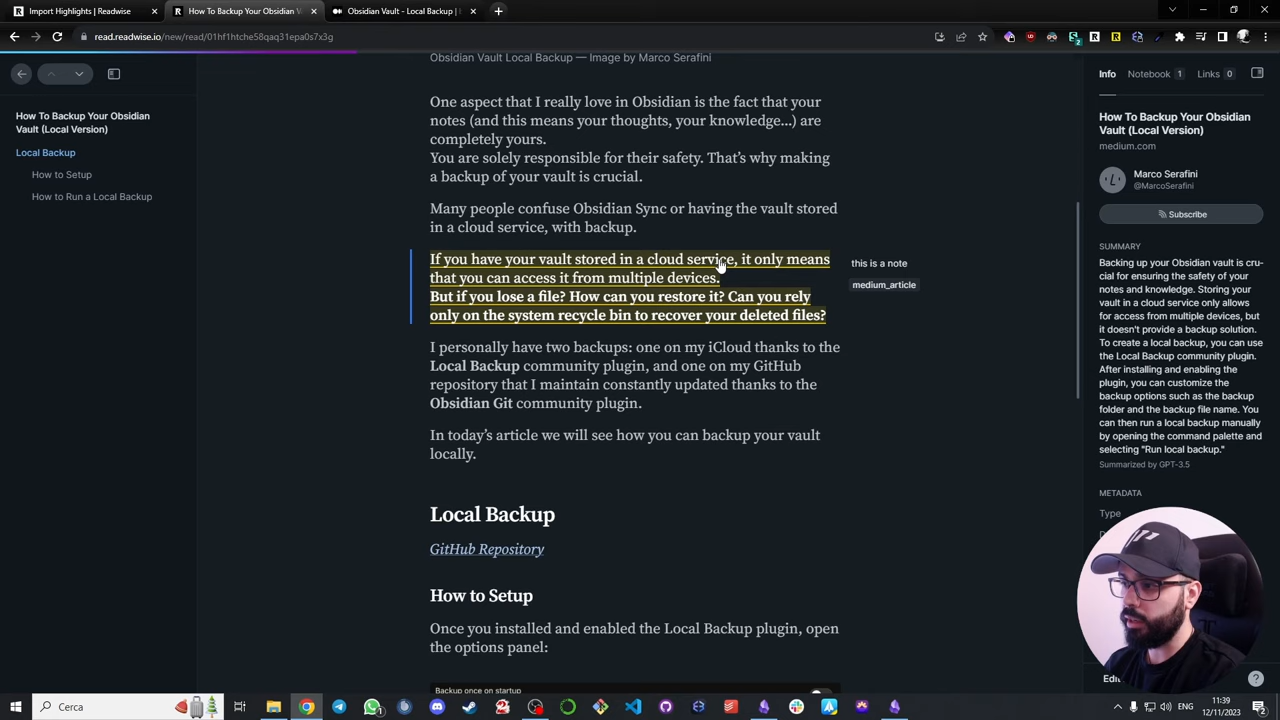 Import Highlights | Readwise
How To Backup Your Obsidian V
Obsidian Vault - Local Backup |
read.readwise.io/new/read/01hf1htche58qaq31epa0s7x3g
How To Backup Your Obsidian
Vault (Local Version)
Local Backup
How to Setup
How to Run a Local Backup
Obsidian Vault Local Backup — Image by Marco Serafini
One aspect that I really love in Obsidian is the fact that your
notes (and this means your thoughts, your knowledge…) are
completely yours.
You are solely responsible for their safety. That’s why making
a backup of your vault is crucial.
Many people confuse Obsidian Sync or having the vault stored
in a cloud service, with backup.
If you have your vault stored in a cloud service, it only means
that you can access it from multiple devices.
But if you lose a file? How can you restore it? Can you rely
only on the system recycle bin to recover your deleted files?
this is a note
medium_article
I personally have two backups: one on my iCloud thanks to the
Local Backup community plugin, and one on my GitHub
repository that I maintain constantly updated thanks to the
Obsidian Git community plugin.
In today’s article we will see how you can backup your vault
locally.
Local Backup
GitHub Repository
How to Setup
Once you installed and enabled the Local Backup plugin, open
the options panel:
Backup once on startup
Info
Notebook 1
Links 0
How To Backup Your Obsidian
Vault (Local Version)
medium.com
Marco Serafini
@MarcoSerafini
Subscribe
SUMMARY
Backing up your Obsidian vault is cru-
cial for ensuring the safety of your
notes and knowledge. Storing your
vault in a cloud service only allows
for access from multiple devices, but
it doesn't provide a backup solution.
To create a local backup, you can use
the Local Backup community plugin.
After installing and enabling the
plugin, you can customize the
backup options such as the backup
folder and the backup file name. You
can then run a local backup manually
by opening the command palette and
selecting "Run local backup."
Summarized by GPT-3.5
METADATA
Type
Cerca
ENG
11:39
12/11/2023